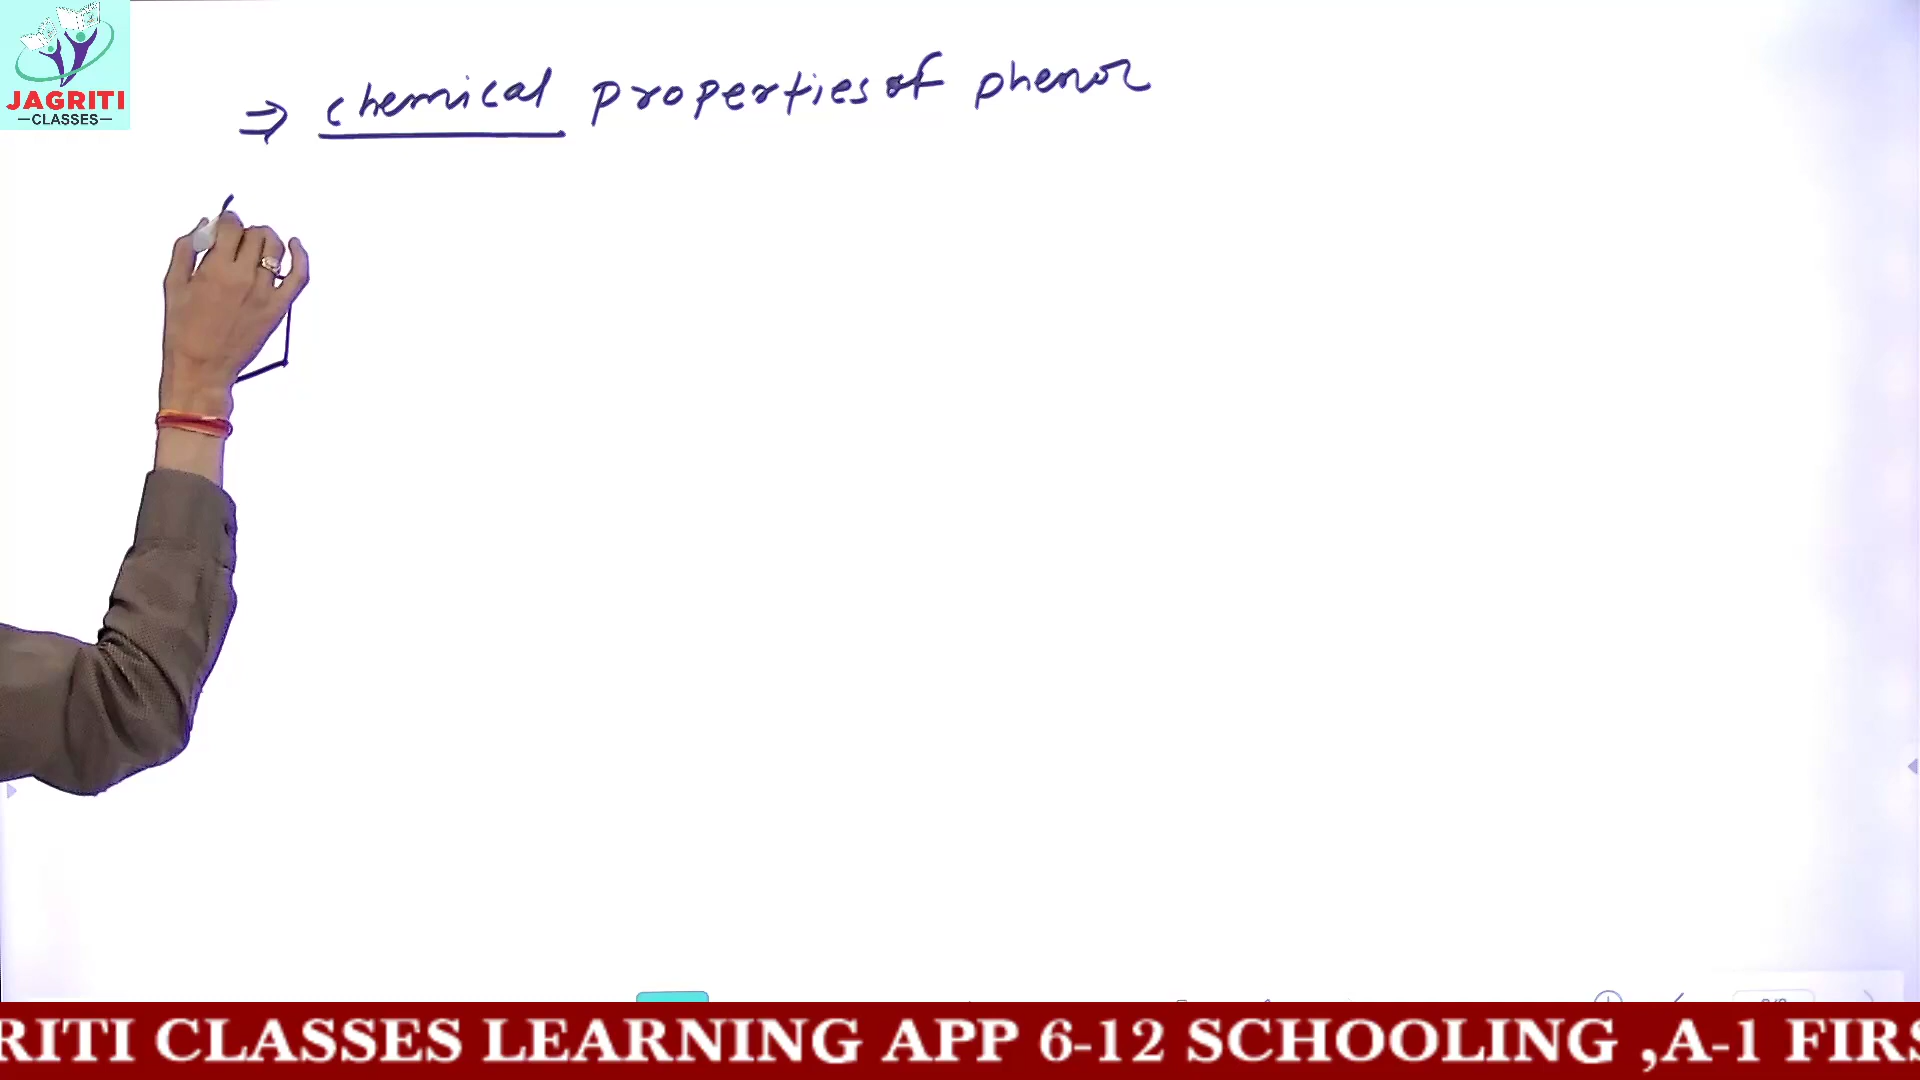 JAGRITI
—CLASSES—
⇒ chemical properties of phenol
RITI CLASSES LEARNING APP 6-12 SCHOOLING ,A-1 FIRS